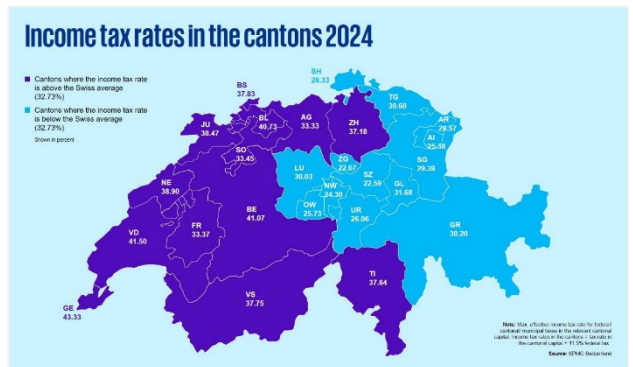 Income tax rates in the cantons 2024
Cantons where the income tax rate
is above the Swiss average
(32.73%)
Cantons where the income tax rate
is below the Swiss average
(32.73%)
Shown in percent
SH
28.33
BS
37.83
TG
30.60
JU
38.47
BL
40.73
AG
33.33
ZH
37.18
AR
29.57
AI
25.38
SO
33.45
ZG
22.67
SG
29.39
LU
30.03
SZ
22.59
NE
38.90
NW
24.30
GL
31.68
OW
25.73
UR
26.06
BE
41.07
VD
41.50
FR
33.37
GR
30.20
TI
37.64
GE
43.33
VS
37.75
Note: Max. effective income tax rate for federal/
cantonal/ municipal taxes in the relevant cantonal
capital. Income tax rates in the cantons = tax rate in
the cantonal capital + 11.5% federal tax
Source: KPMG Switzerland